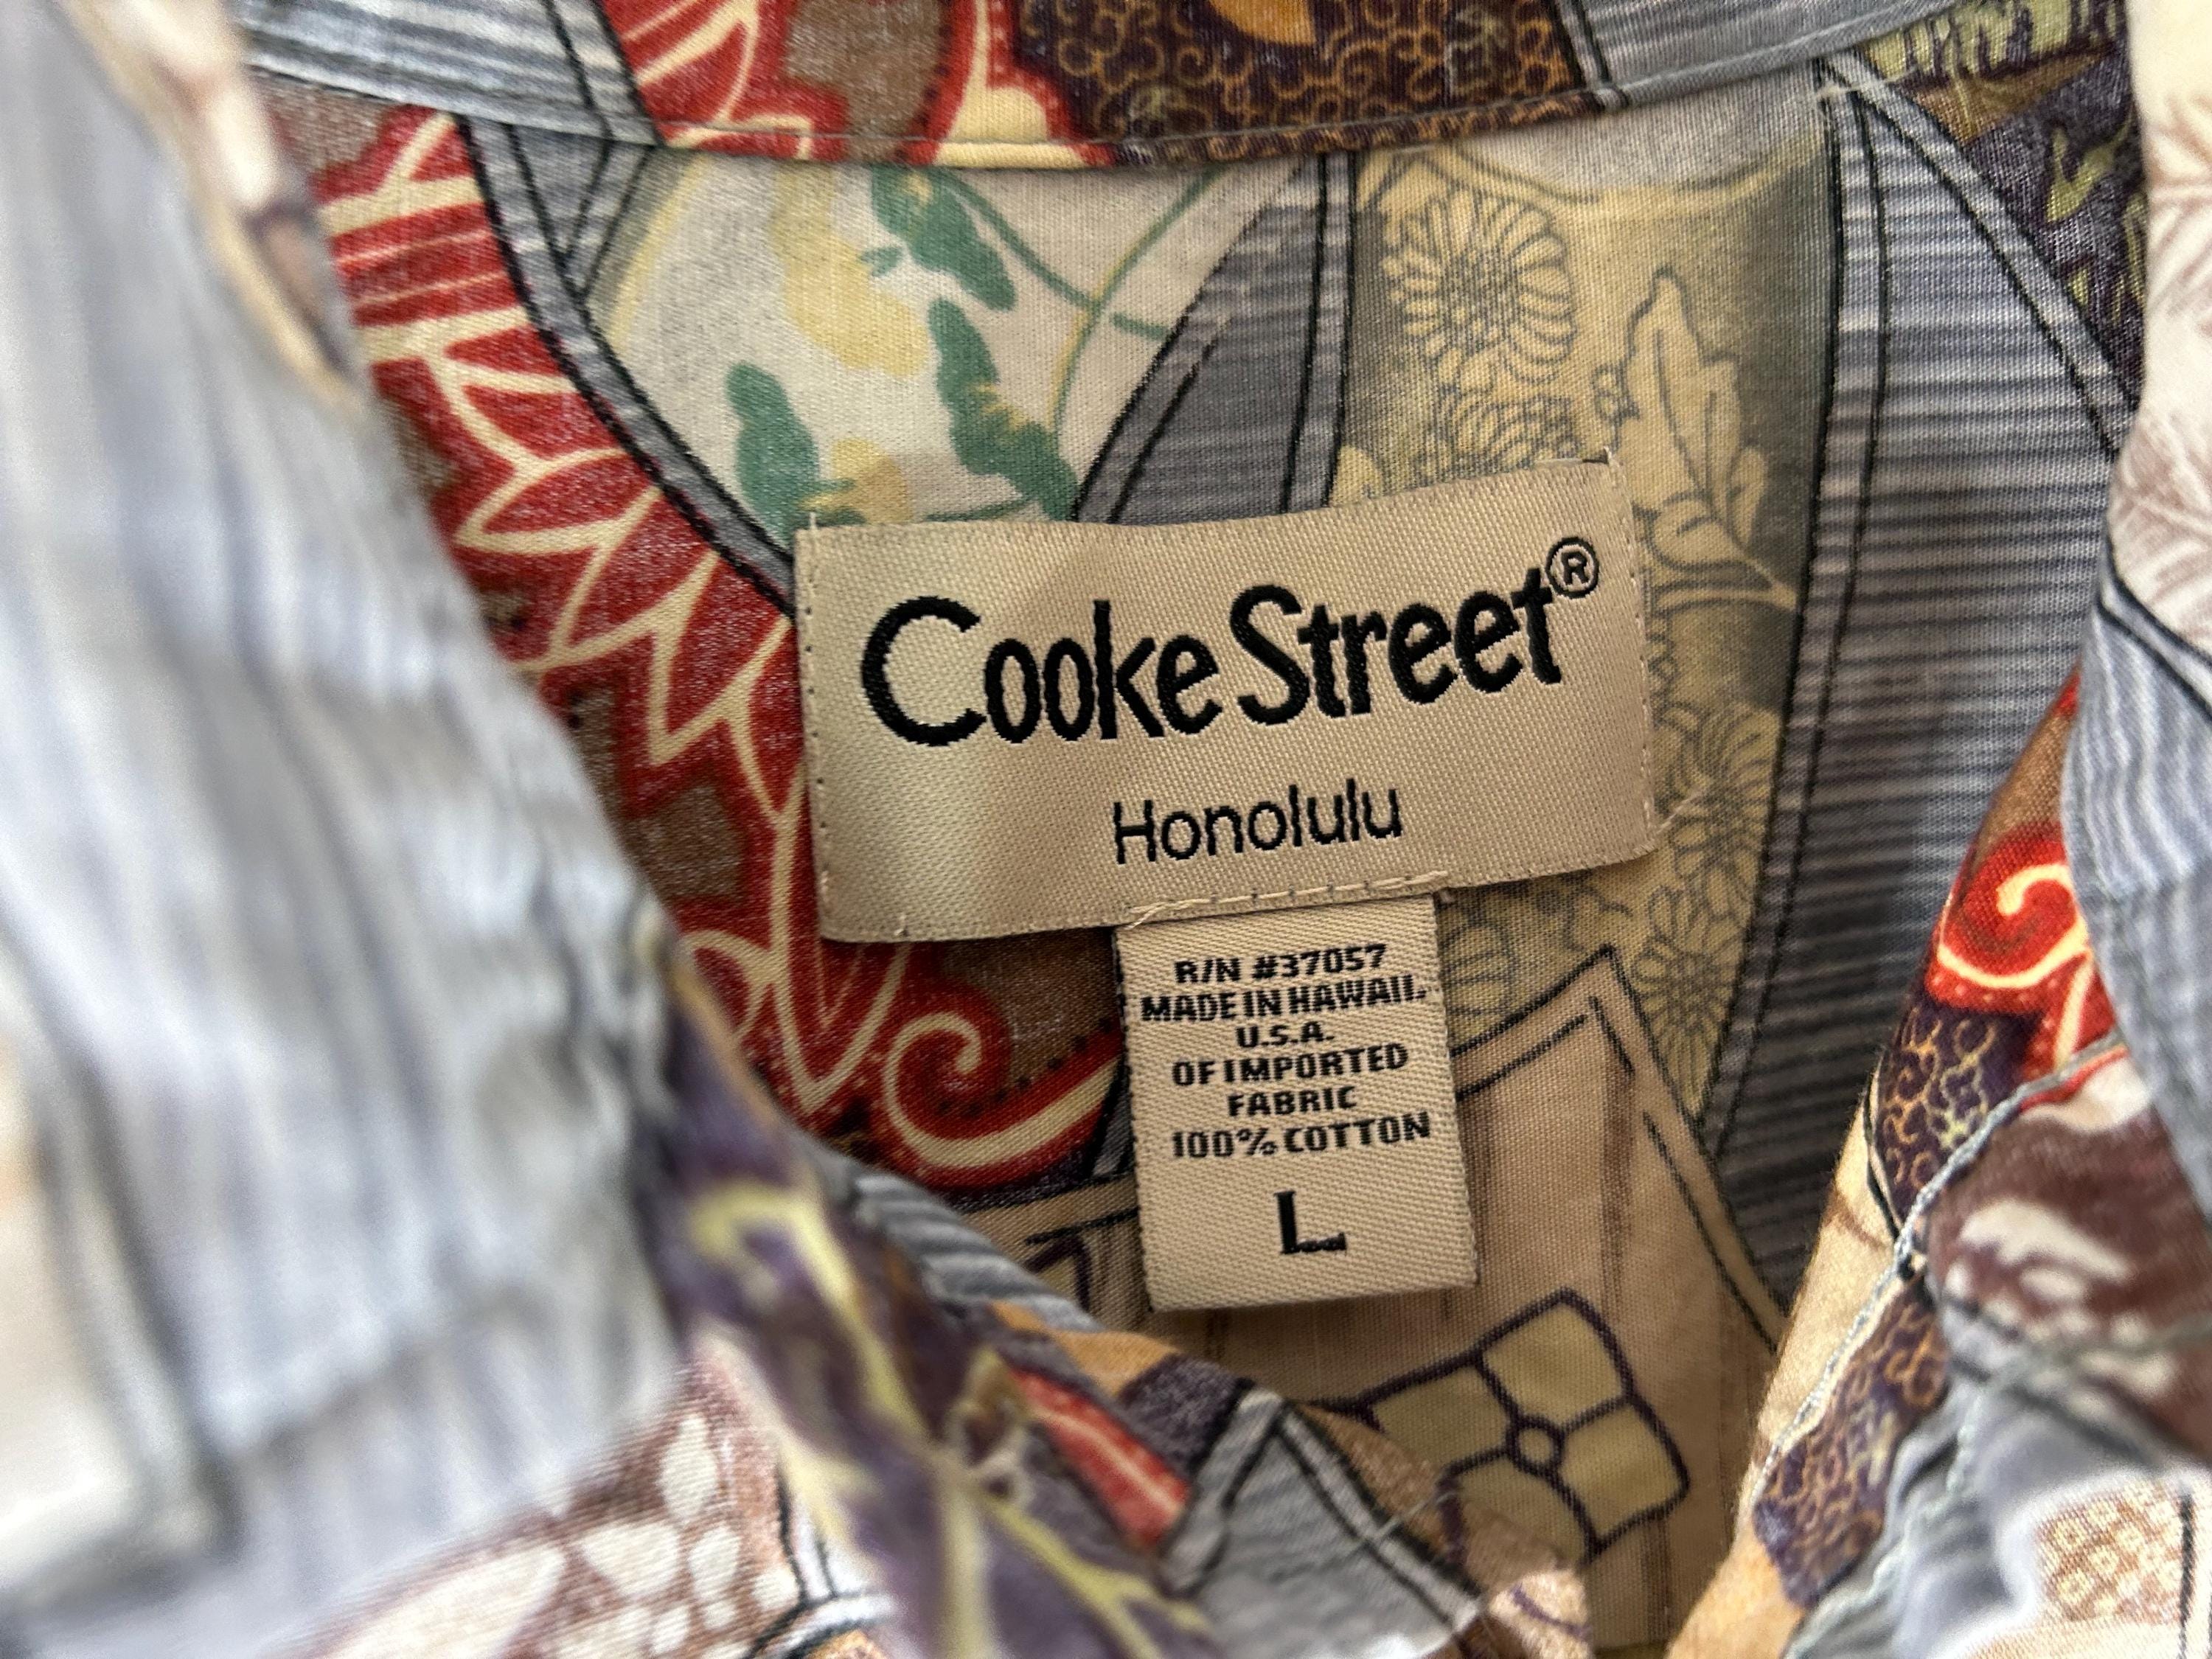 Cooke Street®
Honolulu
R/N #37057
MADE IN HAWAII,
U.S.A.
OF IMPORTED
FABRIC
100% COTTON
L